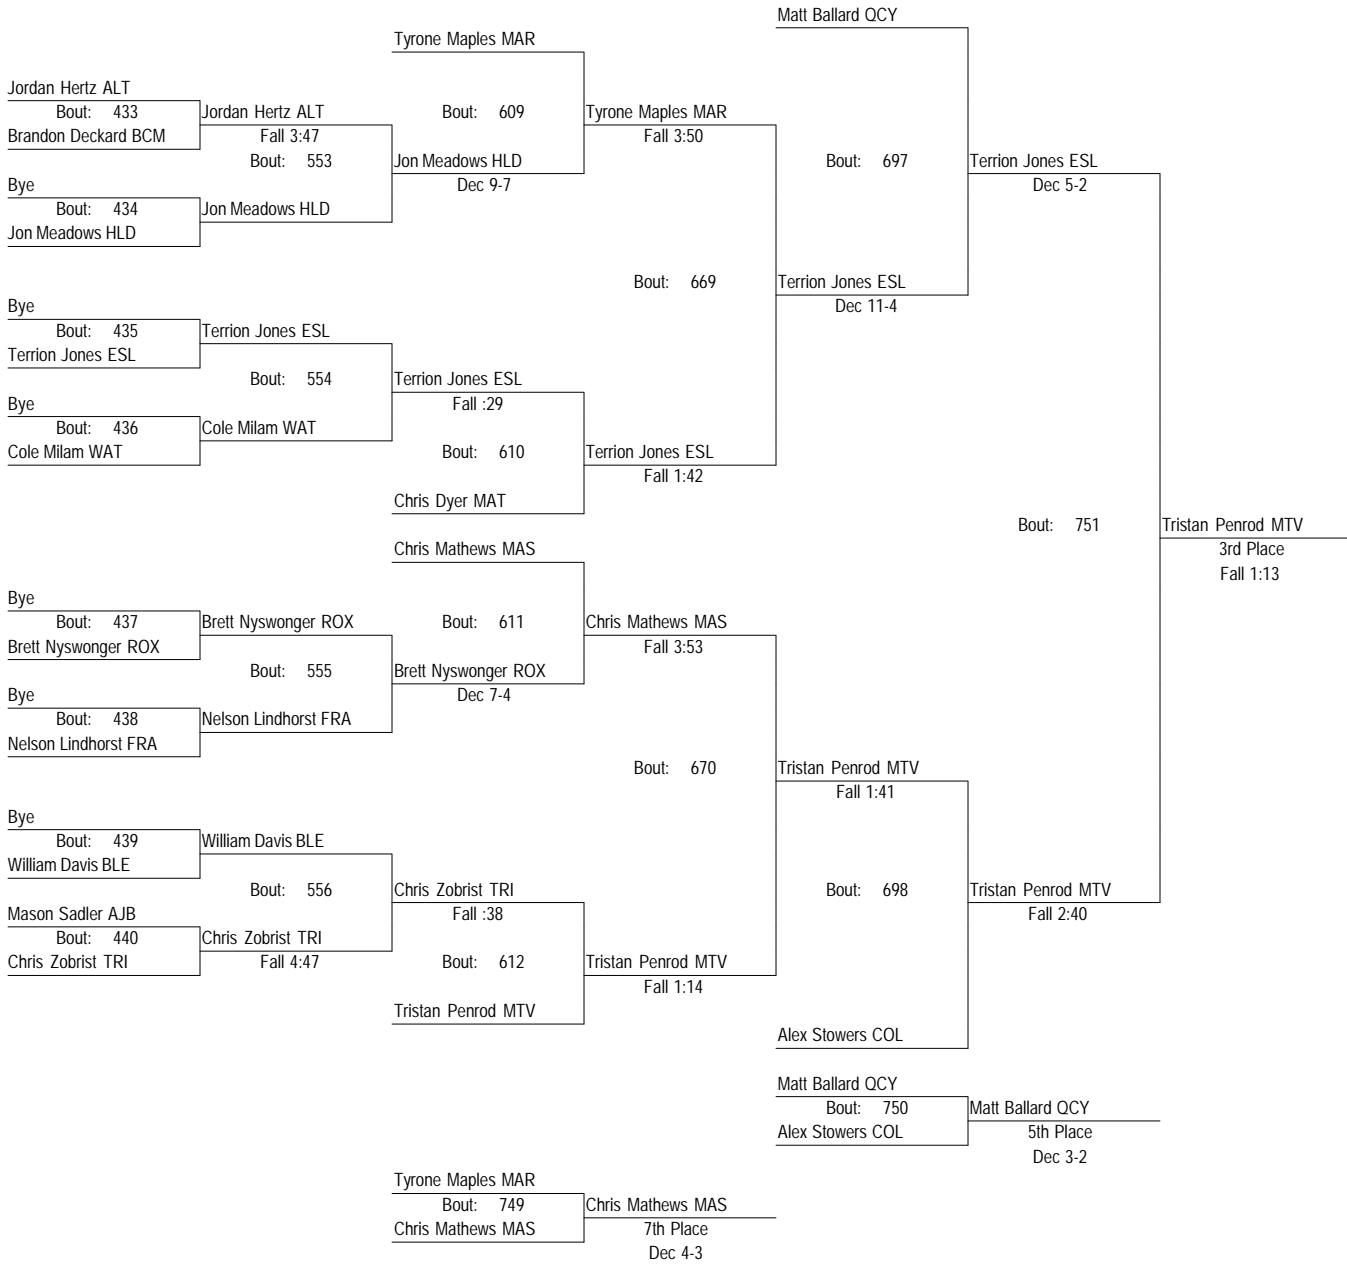 Matt Ballard QCY
Tyrone Maples MAR
Jordan Hertz ALT
Bout: 433
Jordan Hertz ALT
Bout: 609
Tyrone Maples MAR
Brandon Deckard BCM
Fall 3:47
Fall 3:50
Bout: 553
Jon Meadows HLD
Bout: 697
Terrion Jones ESL
Bye
Dec 9-7
Dec 5-2
Bout: 434
Jon Meadows HLD
Jon Meadows HLD
Bout: 669
Terrion Jones ESL
Bye
Dec 11-4
Bout: 435
Terrion Jones ESL
Terrion Jones ESL
Bout: 554
Terrion Jones ESL
Bye
Fall :29
Bout: 436
Cole Milam WAT
Cole Milam WAT
Bout: 610
Terrion Jones ESL
Fall 1:42
Chris Dyer MAT
Bout: 751
Tristan Penrod MTV
Chris Mathews MAS
3rd Place
Fall 1:13
Bye
Bout: 437
Brett Nyswonger ROX
Bout: 611
Chris Mathews MAS
Brett Nyswonger ROX
Fall 3:53
Bout: 555
Brett Nyswonger ROX
Bye
Dec 7-4
Bout: 438
Nelson Lindhorst FRA
Nelson Lindhorst FRA
Bout: 670
Tristan Penrod MTV
Fall 1:41
Bye
Bout: 439
William Davis BLE
William Davis BLE
Bout: 556
Chris Zobrist TRI
Bout: 698
Tristan Penrod MTV
Mason Sadler AJB
Fall :38
Fall 2:40
Bout: 440
Chris Zobrist TRI
Chris Zobrist TRI
Fall 4:47
Bout: 612
Tristan Penrod MTV
Fall 1:14
Tristan Penrod MTV
Alex Stowers COL
Matt Ballard QCY
Bout: 750
Matt Ballard QCY
Alex Stowers COL
5th Place
Dec 3-2
Tyrone Maples MAR
Bout: 749
Chris Mathews MAS
Chris Mathews MAS
7th Place
Dec 4-3